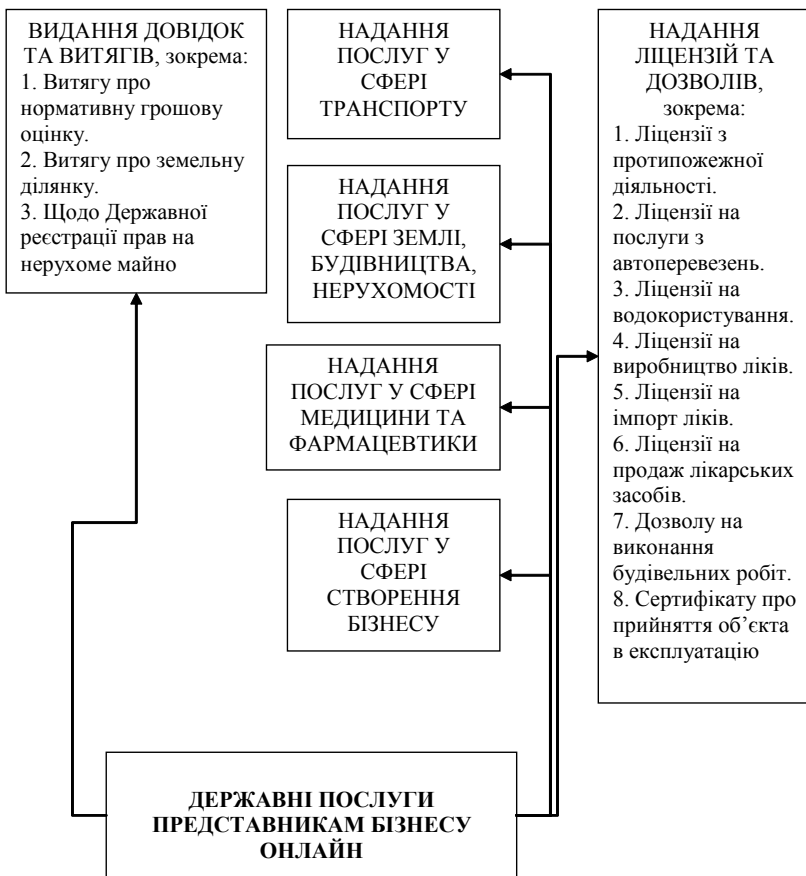 ВИДАННЯ ДОВІДОК
ТА ВИТЯГІВ, зокрема:
1. Витягу про
нормативну грошову
оцінку.
2. Витягу про земельну
ділянку.
3. Щодо Державної
реєстрації прав на
нерухоме майно
НАДАННЯ
ПОСЛУГ У
СФЕРІ
ТРАНСПОРТУ
НАДАННЯ
ПОСЛУГ У
СФЕРІ ЗЕМЛІ,
БУДІВНИЦТВА,
НЕРУХОМОСТІ
НАДАННЯ
ПОСЛУГ У СФЕРІ
МЕДИЦИНИ ТА
ФАРМАЦЕВТИКИ
НАДАННЯ
ПОСЛУГ У
СФЕРІ
СТВОРЕННЯ
БІЗНЕСУ
НАДАННЯ
ЛІЦЕНЗІЙ ТА
ДОЗВОЛІВ,
зокрема:
1. Ліцензії з
протипожежної
діяльності.
2. Ліцензії на
послуги з
автоперевезень.
3. Ліцензії на
водокористування.
4. Ліцензії на
виробництво ліків.
5. Ліцензії на
імпорт ліків.
6. Ліцензії на
продаж лікарських
засобів.
7. Дозволу на
виконання
будівельних робіт.
8. Сертифікату про
прийняття об’єкта
в експлуатацію
ДЕРЖАВНІ ПОСЛУГИ
ПРЕДСТАВНИКАМ БІЗНЕСУ
ОНЛАЙН